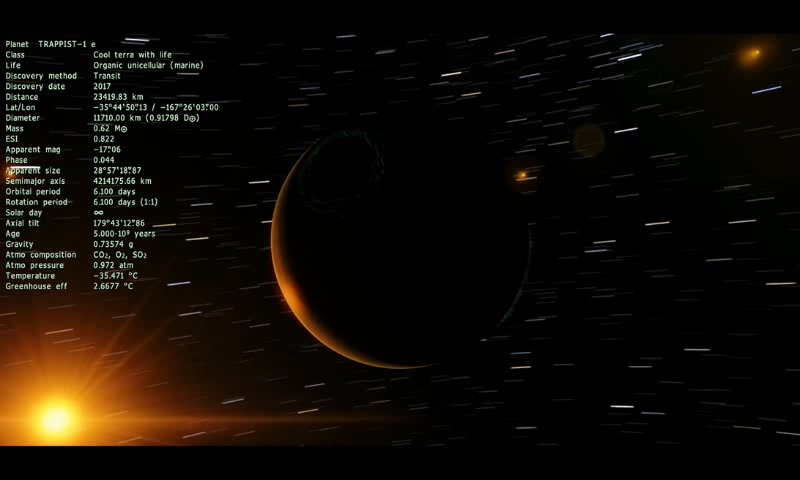 Planet TRAPPIST-1 e
Class Cool terra with life
Life Organic unicellular (marine)
Discovery method Transit
Discovery date 2017
Distance 23419.83 km
Lat/Lon -35°44'50."13 / -167°26'03."00
Diameter 11710.00 km (0.91798 D⊕)
Mass 0.62 M⊕
ESI 0.822
Apparent mag -17.06
Phase 0.044
Apparent size 28°57'18."87
Semimajor axis 4214175.66 km
Orbital period 6.100 days
Rotation period 6.100 days (1:1)
Solar day ∞
Axial tilt 179°43'12."86
Age 5.000·10⁹ years
Gravity 0.73574 g
Atmo composition CO₂, O₂, SO₂
Atmo pressure 0.972 atm
Temperature -35.471 °C
Greenhouse eff 2.6677 °C